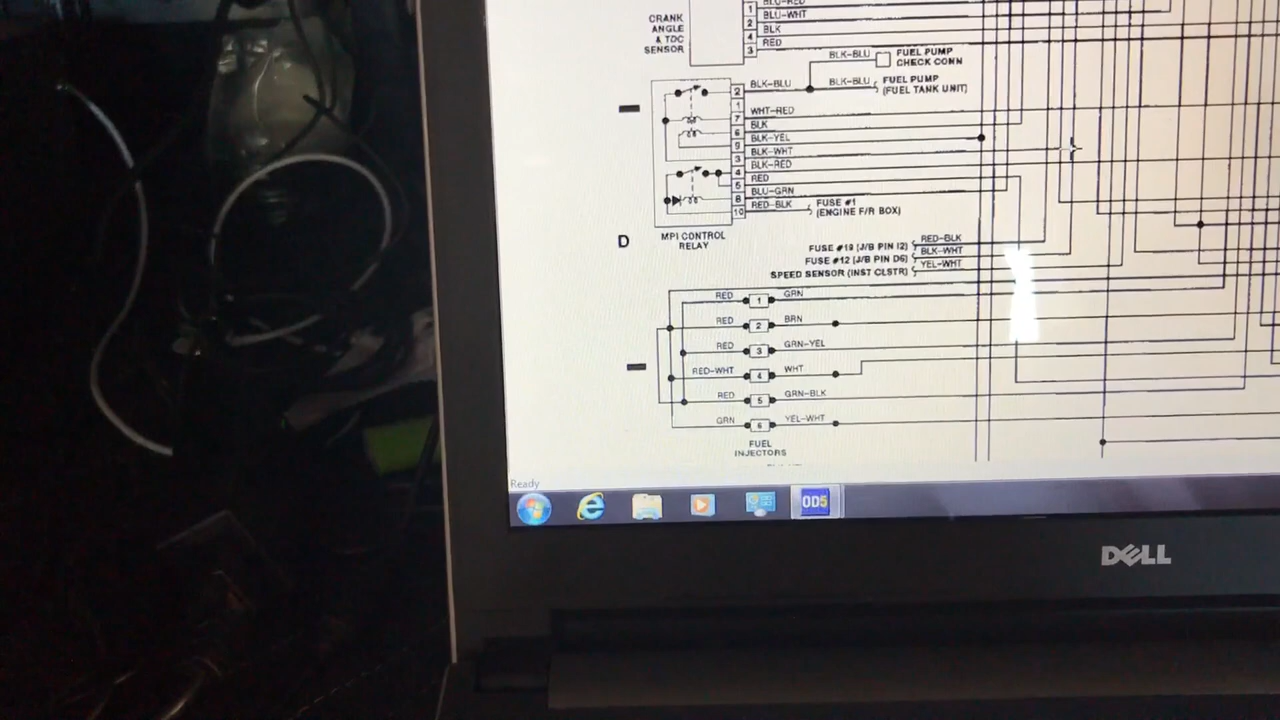 BLU-RED
1
BLU-WHT
2
BLK
4
RED
3
CRANK
ANGLE
& TDC
SENSOR
BLK-BLU
FUEL PUMP
CHECK CONN
BLK-BLU
2
BLK-BLU
FUEL PUMP
(FUEL TANK UNIT)
1
WHT-RED
7
BLK
6
BLK-YEL
9
BLK-WHT
3
BLK-RED
4
RED
5
BLU-GRN
8
RED-BLK
10
FUSE #1
(ENGINE F/R BOX)
D
MPI CONTROL
RELAY
FUSE #19 (J/B PIN I2)
RED-BLK
FUSE #12 (J/B PIN D6)
BLK-WHT
SPEED SENSOR (INST CLSTR)
YEL-WHT
RED 1 GRN
RED 2 BRN
RED 3 GRN-YEL
RED-WHT 4 WHT
RED 5 GRN-BLK
GRN 6 YEL-WHT
FUEL
INJECTORS
Ready
OD5
DELL